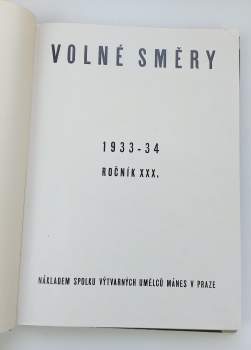 VOLNÉ SMĚRY
1933-34
ROČNÍK XXX.
NÁKLADEM SPOLKU VÝTVARNÝCH UMĚLCŮ MÁNES V PRAZE